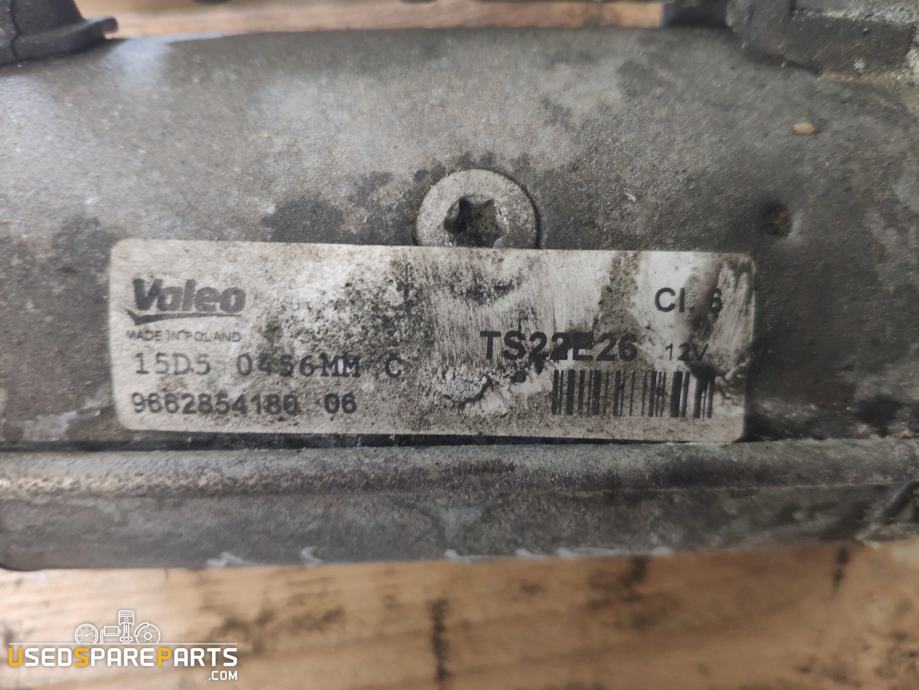 Valeo
MADE IN POLAND
15D5 0456MM C
9662854180 06
TS22E26 12V
USEDSPAREPARTS
.COM